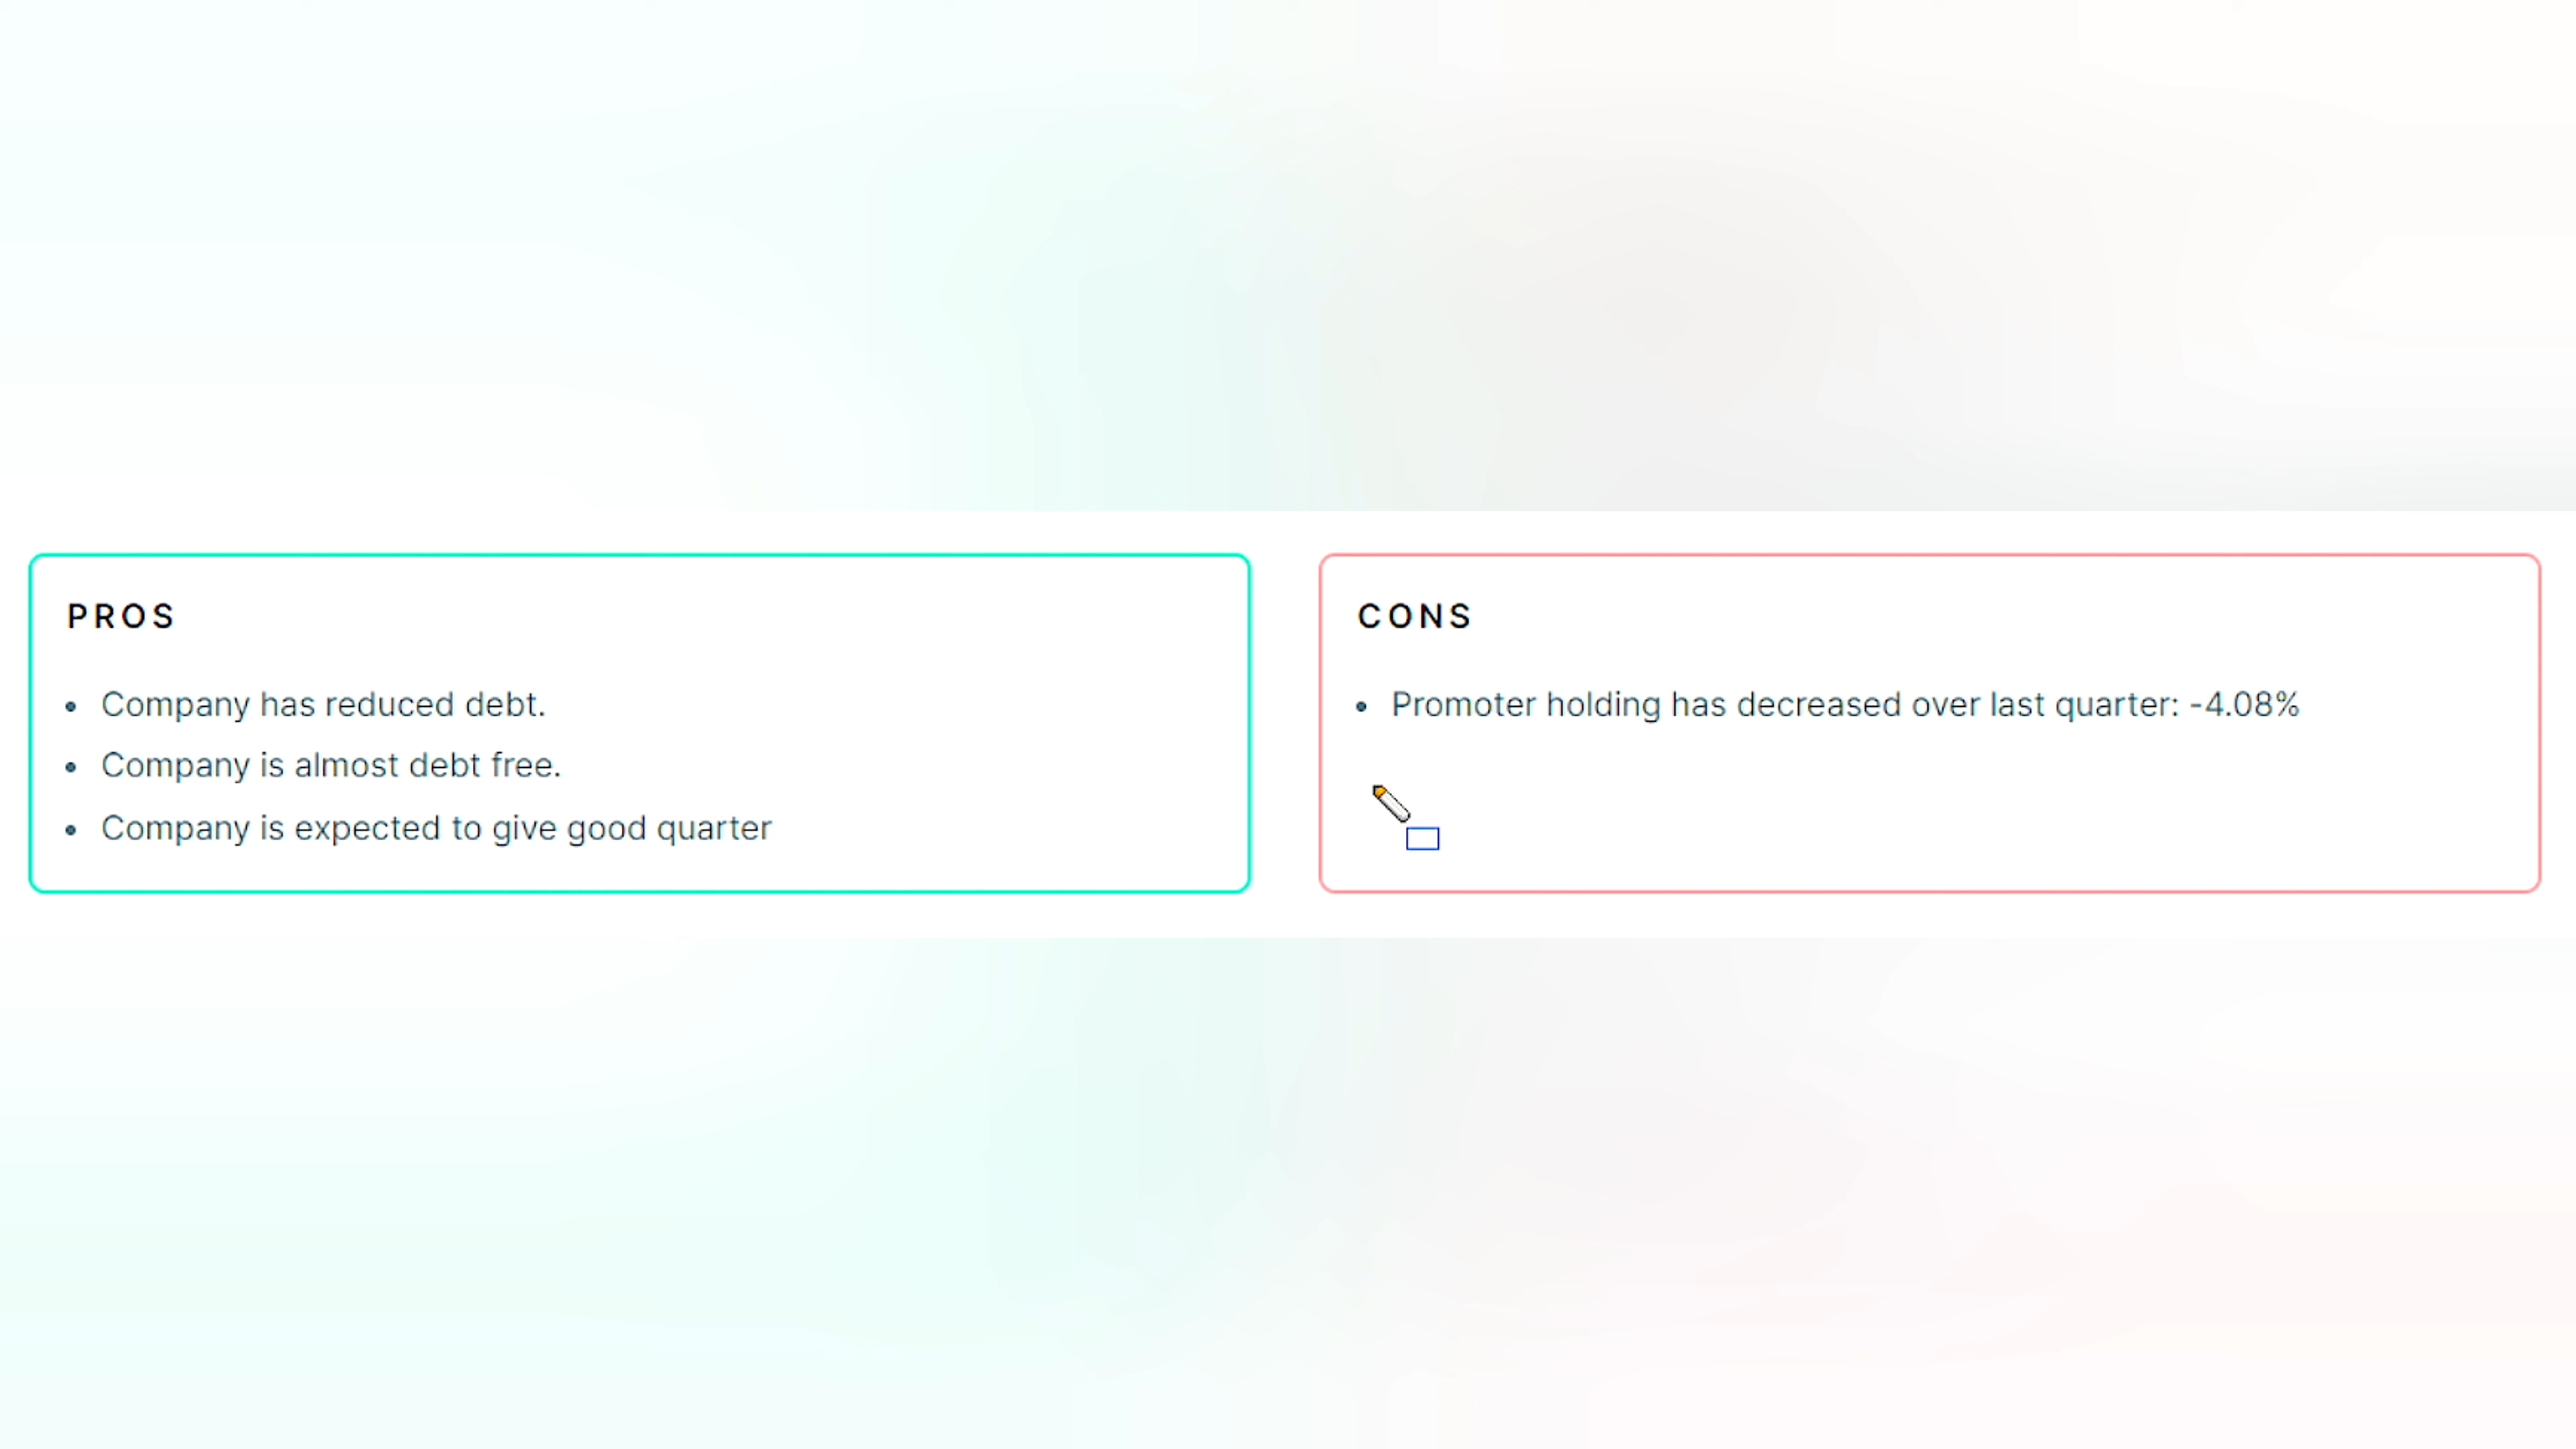 PROS
Company has reduced debt.
Company is almost debt free.
Company is expected to give good quarter
CONS
Promoter holding has decreased over last quarter: -4.08%